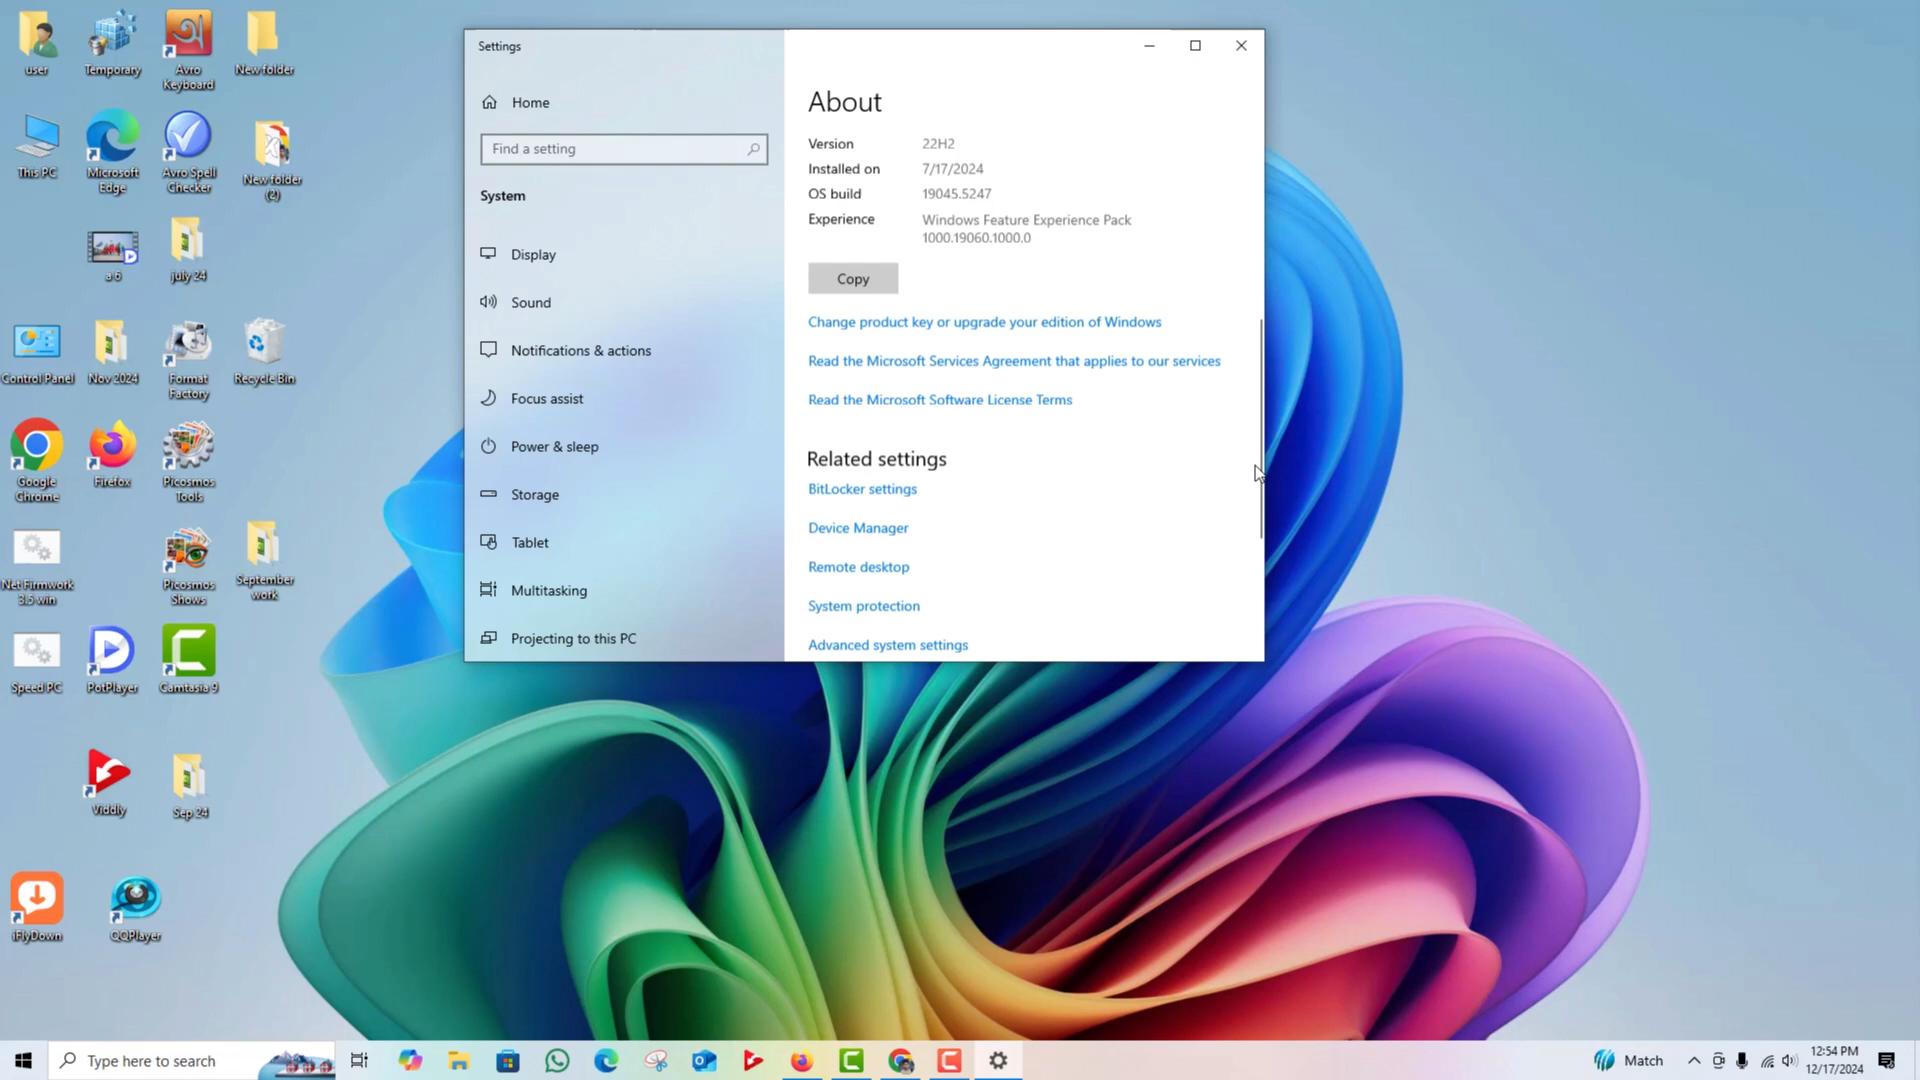 user
Temporary
Avro Keyboard
New folder
This PC
Microsoft Edge
Avro Spell Checker
New folder (2)
a 6
july 24
Control Panel
Nov 2024
Format Factory
Recycle Bin
Google Chrome
Firefox
Picosmos Tools
Net Firmwork 3.5 win
Picosmos Shows
September work
Speed PC
PotPlayer
Camtasia 9
Viddly
Sep 24
iFlyDown
QQPlayer
Settings
Home
Find a setting
System
Display
Sound
Notifications & actions
Focus assist
Power & sleep
Storage
Tablet
Multitasking
Projecting to this PC
About
Version 22H2
Installed on 7/17/2024
OS build 19045.5247
Experience Windows Feature Experience Pack
1000.19060.1000.0
Copy
Change product key or upgrade your edition of Windows
Read the Microsoft Services Agreement that applies to our services
Read the Microsoft Software License Terms
Related settings
BitLocker settings
Device Manager
Remote desktop
System protection
Advanced system settings
Type here to search
Match
12:54 PM
12/17/2024